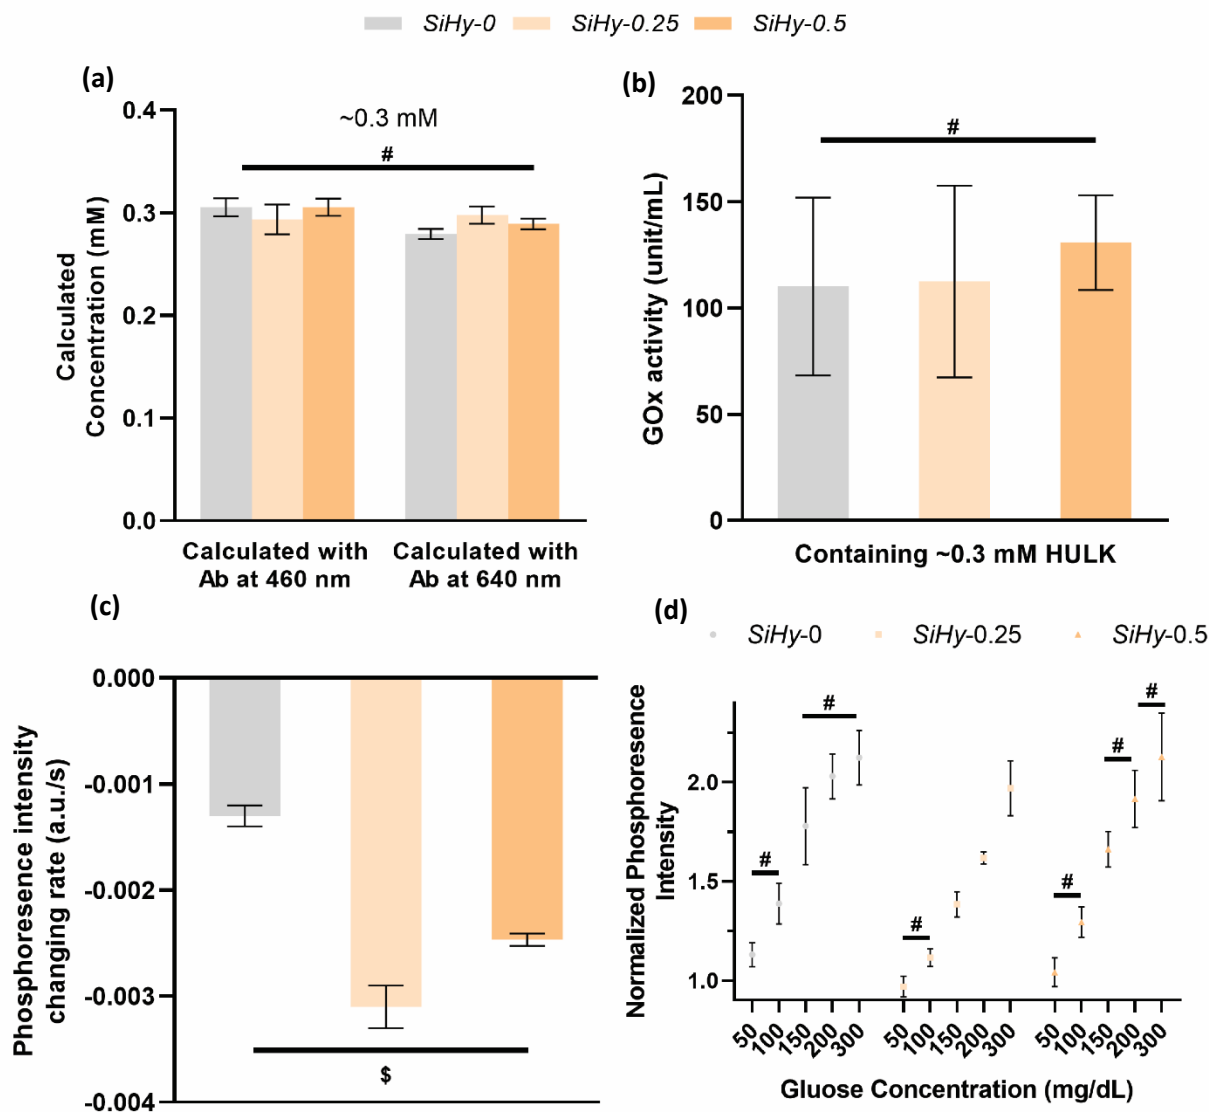 SiHy-0 SiHy-0.25 SiHy-0.5
(a)
Calculated
Concentration (mM)
0.4
0.3
0.2
0.1
0.0
~0.3 mM
#
Calculated with
Ab at 460 nm
Calculated with
Ab at 640 nm
(b)
GOx activity (unit/mL)
200
150
100
50
0
#
Containing ~0.3 mM HULK
(c)
Phosphoresence intensity
changing rate (a.u./s)
0.000
-0.001
-0.002
-0.003
-0.004
$
(d)
SiHy-0 SiHy-0.25 SiHy-0.5
Normalized Phosphoresence
Intensity
2.0
1.5
1.0
# # # # # #
50 100 150 200 300 50 100 150 200 300 50 100 150 200 300
Gluose Concentration (mg/dL)